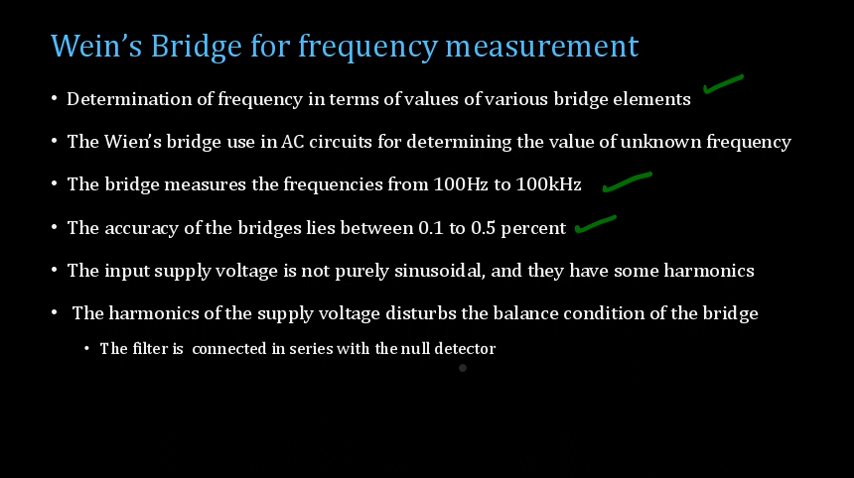 Wein's Bridge for frequency measurement
• Determination of frequency in terms of values of various bridge elements
• The Wien's bridge use in AC circuits for determining the value of unknown frequency
• The bridge measures the frequencies from 100Hz to 100kHz
• The accuracy of the bridges lies between 0.1 to 0.5 percent
• The input supply voltage is not purely sinusoidal, and they have some harmonics
• The harmonics of the supply voltage disturbs the balance condition of the bridge
• The filter is connected in series with the null detector